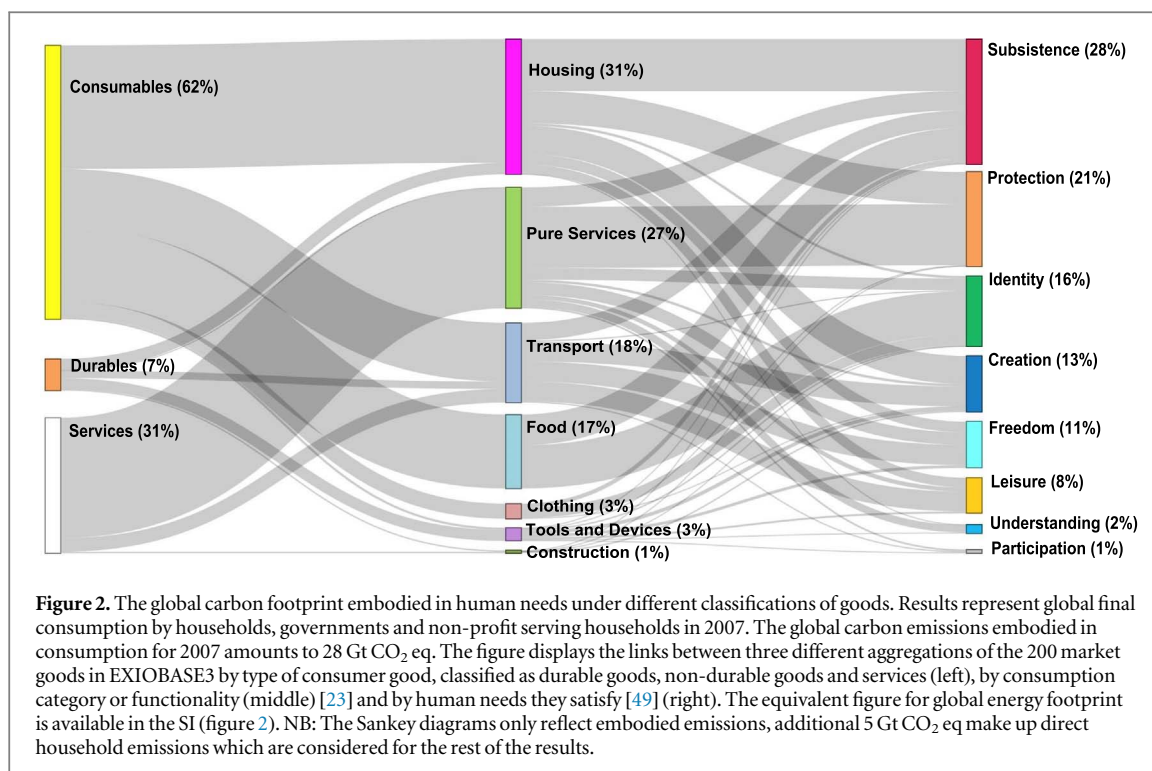 Consumables (62%)
Durables (7%)
Services (31%)
Housing (31%)
Pure Services (27%)
Transport (18%)
Food (17%)
Clothing (3%)
Tools and Devices (3%)
Construction (1%)
Subsistence (28%)
Protection (21%)
Identity (16%)
Creation (13%)
Freedom (11%)
Leisure (8%)
Understanding (2%)
Participation (1%)
Figure 2. The global carbon footprint embodied in human needs under different classifications of goods. Results represent global final
consumption by households, governments and non-profit serving households in 2007. The global carbon emissions embodied in
consumption for 2007 amounts to 28 Gt CO₂ eq. The figure displays the links between three different aggregations of the 200 market
goods in EXIOBASE3 by type of consumer good, classified as durable goods, non-durable goods and services (left), by consumption
category or functionality (middle) [23] and by human needs they satisfy [49] (right). The equivalent figure for global energy footprint
is available in the SI (figure 2). NB: The Sankey diagrams only reflect embodied emissions, additional 5 Gt CO₂ eq make up direct
household emissions which are considered for the rest of the results.